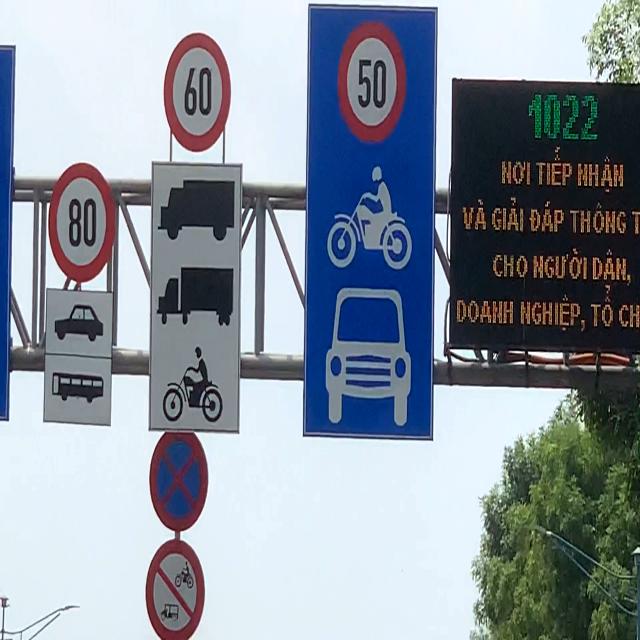 80
60
50
1022
NƠI TIẾP NHẬN
VÀ GIẢI ĐÁP THÔNG
CHO NGƯỜI DÂN,
DOANH NGHIỆP, TỔ